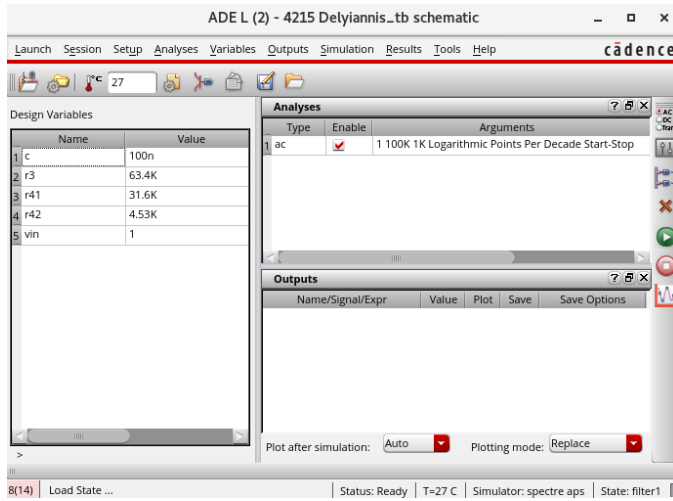 ADE L (2) - 4215 Delyiannis_tb schematic
Launch Session Setup Analyses Variables Outputs Simulation Results Tools Help
cādence
°C 27
Design Variables
Name Value
1 c 100n
2 r3 63.4K
3 r41 31.6K
4 r42 4.53K
5 vin 1
>
Analyses
Type Enable Arguments
1 ac 1 100K 1K Logarithmic Points Per Decade Start-Stop
Outputs
Name/Signal/Expr Value Plot Save Save Options
Plot after simulation: Auto Plotting mode: Replace
AC
DC
Tran
8(14) Load State ... Status: Ready T=27 C Simulator: spectre aps State: filter1